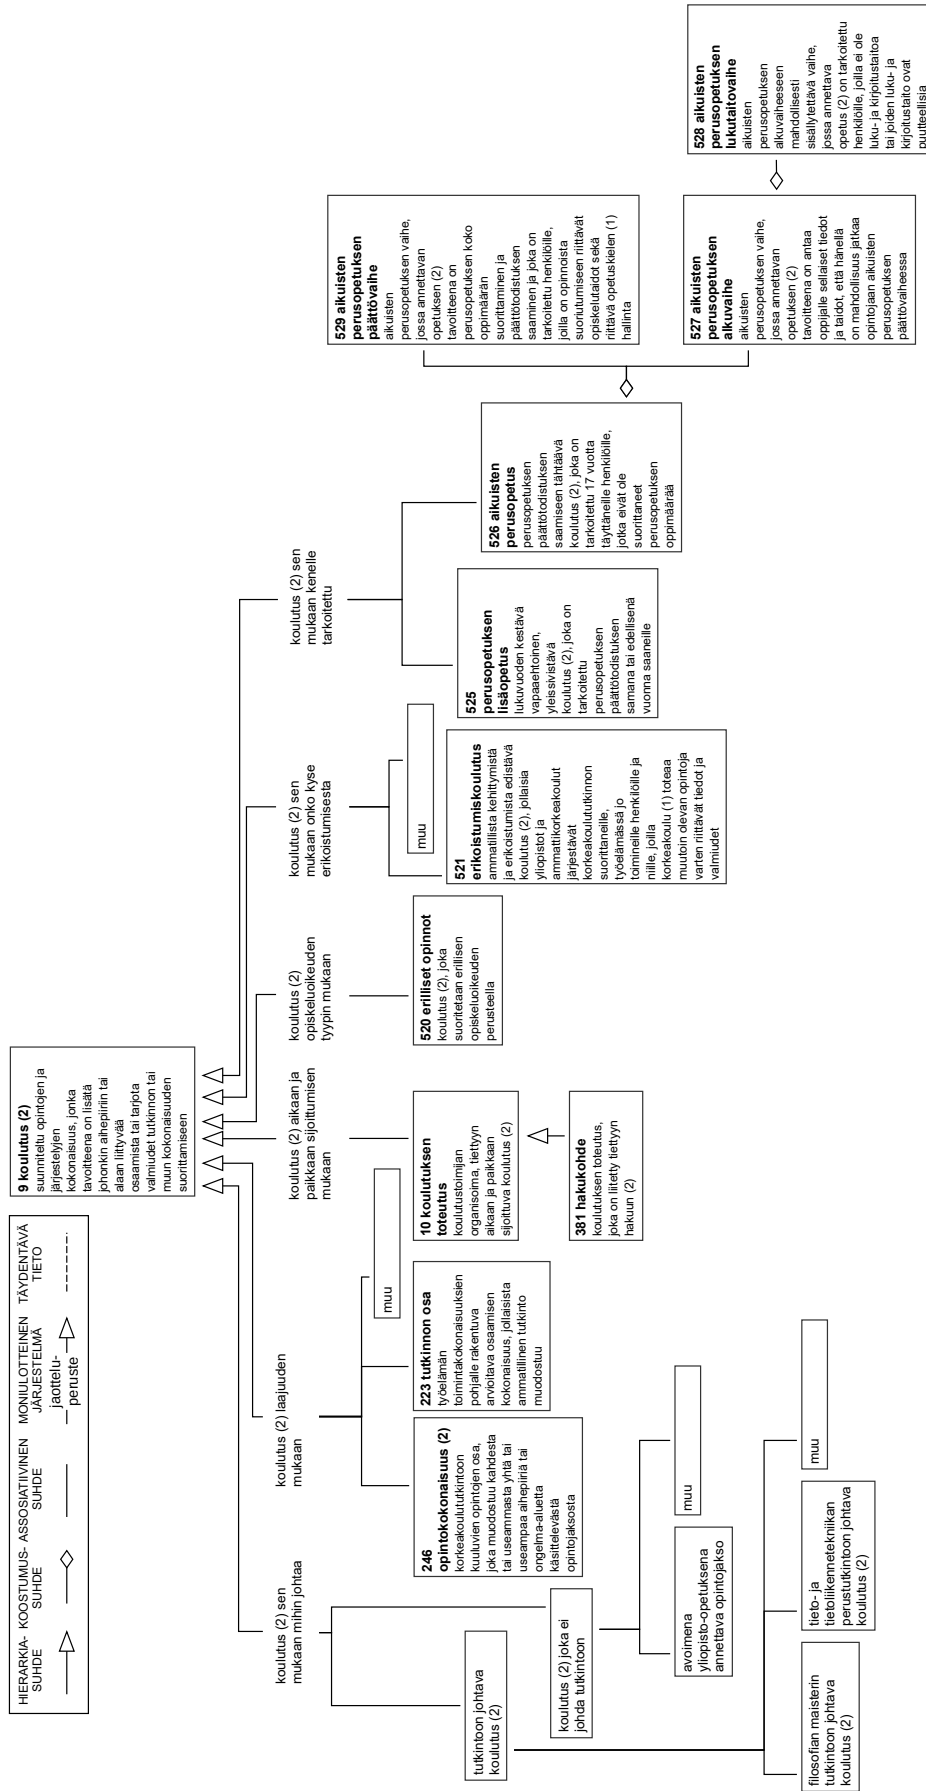 HIERARKIA-
SUHDE
KOOSTUMUS-
SUHDE
ASSOSIATIIVINEN
SUHDE
MONIULOTTEINEN
JÄRJESTELMÄ
TÄYDENTÄVÄ
TIETO
jaottelu-
peruste
9 koulutus (2)
suunniteltu opintojen ja
järjestelyjen
kokonaisuus, jonka
tavoitteena on lisätä
johonkin aihepiiriin tai
alaan liittyvää
osaamista tai tarjota
valmiudet tutkinnon tai
muun kokonaisuuden
suorittamiseen
koulutus (2) sen
mukaan mihin johtaa
koulutus (2) laajuuden
mukaan
koulutus (2) aikaan ja
paikkaan sijoittumisen
mukaan
koulutus (2)
opiskeluoikeuden
tyypin mukaan
koulutus (2) sen
mukaan onko kyse
erikoistumisesta
koulutus (2) sen
mukaan kenelle
tarkoitettu
tutkintoon johtava
koulutus (2)
koulutus (2) joka ei
johda tutkintoon
avoimena
yliopisto-opetuksena
annettava opintojakso
muu
filosofian maisterin
tutkintoon johtava
koulutus (2)
tieto- ja
tietoliikennetekniikan
perustutkintoon johtava
koulutus (2)
muu
246
opintokokonaisuus (2)
korkeakoulututkintoon
kuuluvien opintojen osa,
joka muodostuu kahdesta
tai useammasta yhtä tai
useampaa aihepiiriä tai
ongelma-aluetta
käsittelevästä
opintojaksosta
223 tutkinnon osa
työelämän
toimintakokonaisuuksien
pohjalle rakentuva
arvioitava osaamisen
kokonaisuus, jollaisista
ammatillinen tutkinto
muodostuu
muu
10 koulutuksen
toteutus
koulutustoimijan
organisoima, tiettyyn
aikaan ja paikkaan
sijoittuva koulutus (2)
381 hakukohde
koulutuksen toteutus,
joka on liitetty tiettyyn
hakuun (2)
520 erilliset opinnot
koulutus (2), joka
suoritetaan erillisen
opiskeluoikeuden
perusteella
521
erikoistumiskoulutus
ammatillista kehittymistä
ja erikoistumista edistävä
koulutus (2), jollaisia
yliopistot ja
ammattikorkeakoulut
järjestävät
korkeakoulututkinnon
suorittaneille,
työelämässä jo
toimineille henkilöille ja
niille, joilla
korkeakoulu (1) toteaa
muutoin olevan opintoja
varten riittävät tiedot ja
valmiudet
muu
525
perusopetuksen
lisäopetus
lukuvuoden kestävä
vapaaehtoinen,
yleissivistävä
koulutus (2), joka on
tarkoitettu
perusopetuksen
päättötodistuksen
samana tai edellisenä
vuonna saaneille
526 aikuisten
perusopetus
perusopetuksen
päättötodistuksen
saamiseen tähtäävä
koulutus (2), joka on
tarkoitettu 17 vuotta
täyttäneille henkilöille,
jotka eivät ole
suorittaneet
perusopetuksen
oppimäärää
529 aikuisten
perusopetuksen
päättövaihe
aikuisten
perusopetuksen vaihe,
jossa annettavan
opetuksen (2)
tavoitteena on
perusopetuksen koko
oppimäärän
suorittaminen ja
päättötodistuksen
saaminen ja joka on
tarkoitettu henkilöille,
joilla on opinnoista
suoriutumiseen riittävät
opiskelutaidot sekä
riittävä opetuskielen (1)
hallinta
527 aikuisten
perusopetuksen
alkuvaihe
aikuisten
perusopetuksen vaihe,
jossa annettavan
opetuksen (2)
tavoitteena on antaa
oppijalle sellaiset tiedot
ja taidot, että hänellä
on mahdollisuus jatkaa
opintojaan aikuisten
perusopetuksen
päättövaiheessa
528 aikuisten
perusopetuksen
lukutaitovaihe
aikuisten
perusopetuksen
alkuvaiheeseen
mahdollisesti
sisällytettävä vaihe,
jossa annettava
opetus (2) on tarkoitettu
henkilöille, joilla ei ole
luku- ja kirjoitustaitoa
tai joiden luku- ja
kirjoitustaito ovat
puutteellisia